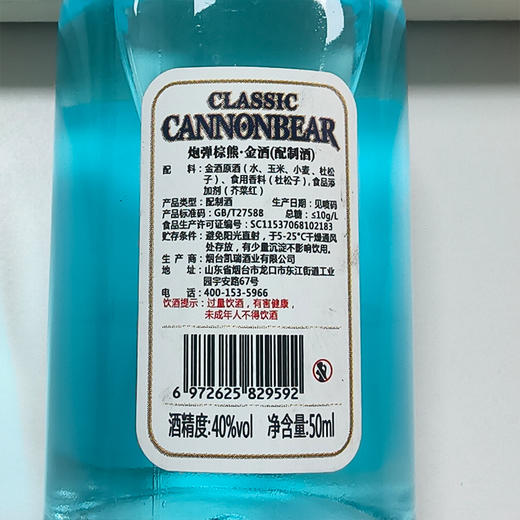 CLASSIC
CANNONBEAR
炮弹棕熊·金酒(配制酒)
配 料：金酒原酒（水、玉米、小麦、杜松
子）、食用香料（杜松子），食品添
加剂（芥菜红）
产品类型：配制酒 生产日期：见喷码
产品标准码：GB/T27588 总糖：≤10g/L
食品生产许可证编号：SC11537068102183
贮存条件：避免阳光直射，于5-25°C干燥通风
处存放，有少量沉淀不影响饮用。
生 产 商：烟台凯瑞酒业有限公司
地 址：山东省烟台市龙口市东江街道工业
园宇安路67号
电 话：400-153-5966
饮酒提示：过量饮酒，有害健康，
未成年人不得饮酒
6 972625 829592
酒精度:40%vol 净含量:50ml